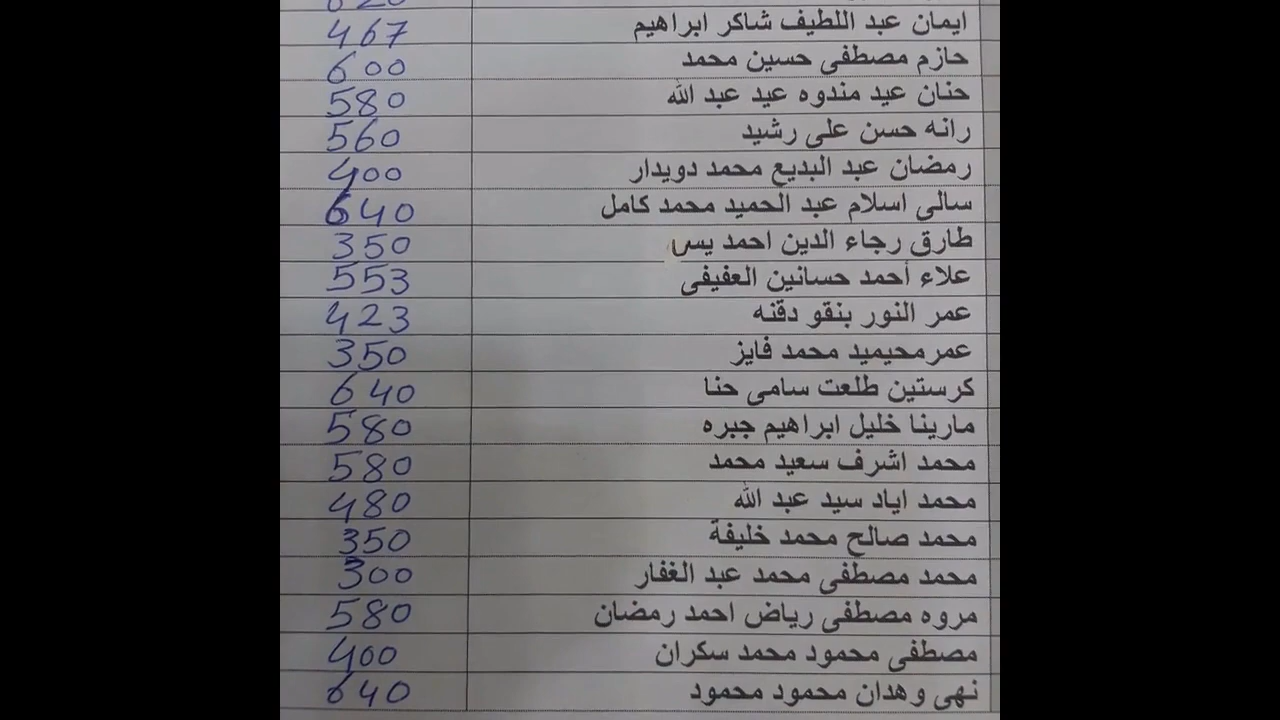 ايمان عبد اللطيف شاكر ابراهيم 467
حازم مصطفى حسين محمد 600
حنان عيد مندوه عيد عبد الله 580
رانه حسن على رشيد 560
رمضان عبد البديع محمد دويدار 400
سالى اسلام عبد الحميد محمد كامل 640
طارق رجاء الدين احمد يس 350
علاء أحمد حسانين العفيفى 553
عمر النور بنقو دقنه 423
عمرمحيميد محمد فايز 350
كرستين طلعت سامى حنا 640
مارينا خليل ابراهيم جبره 580
محمد اشرف سعيد محمد 580
محمد اياد سيد عبد الله 480
محمد صالح محمد خليفة 350
محمد مصطفى محمد عبد الغفار 300
مروه مصطفى رياض احمد رمضان 580
مصطفى محمود محمد سكران 400
نهى وهدان محمود محمود 640